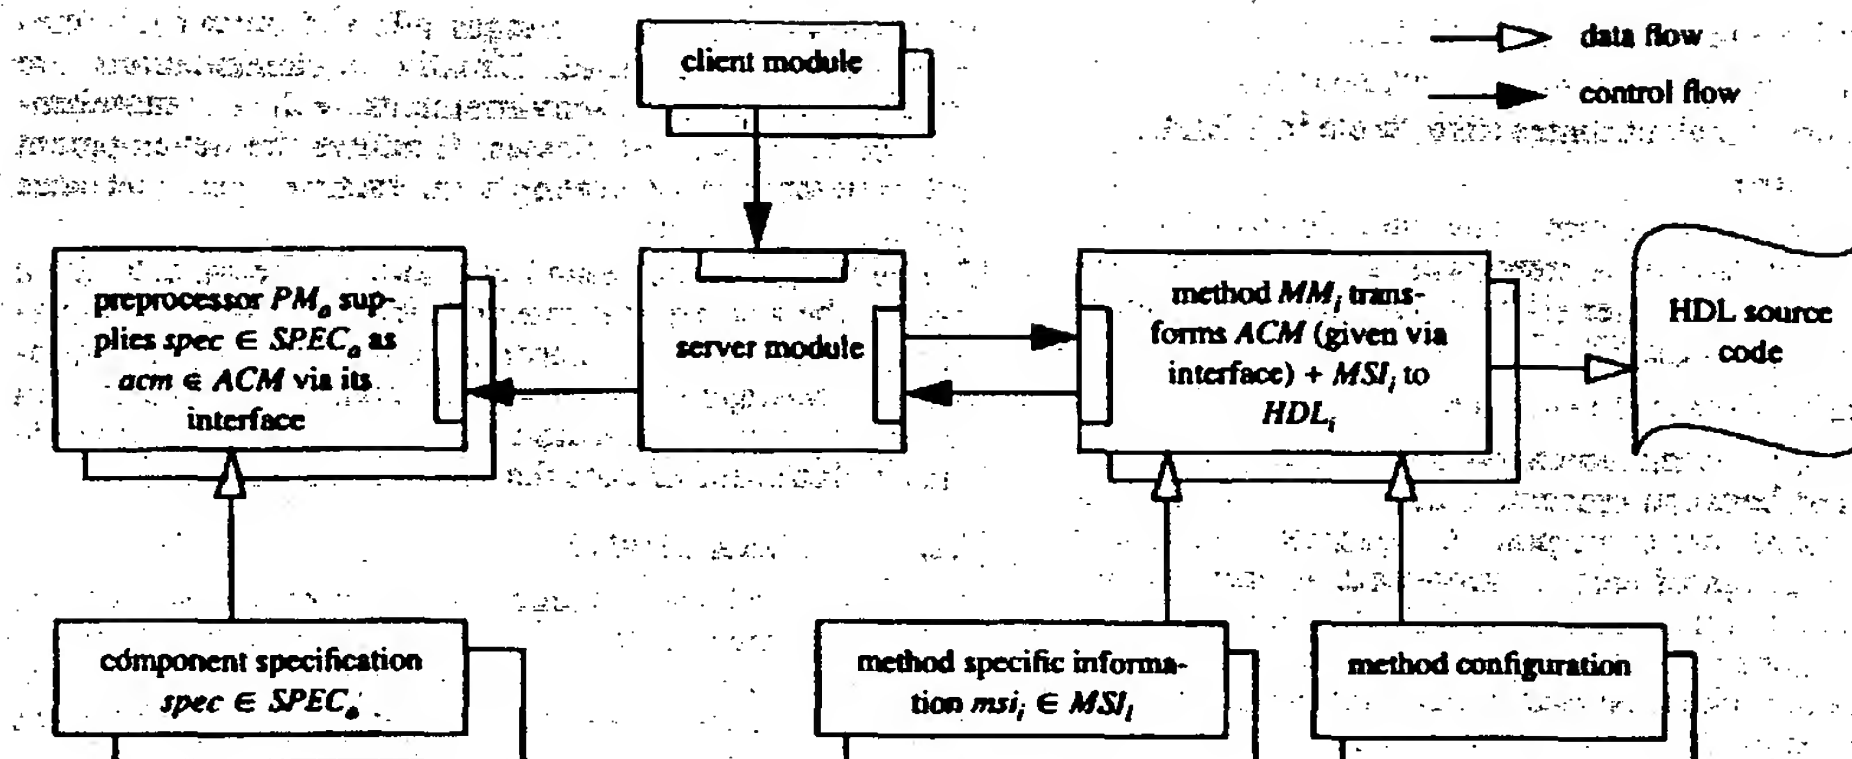 client module
data flow
control flow
preprocessor PMₐ sup-
plies spec ∈ SPECₐ as
acm ∈ ACM via its
interface
server module
method MMᵢ trans-
forms ACM (given via
interface) + MSIᵢ to
HDLᵢ
HDL source
code
component specification
spec ∈ SPECₐ
method specific informa-
tion msiᵢ ∈ MSIᵢ
method configuration